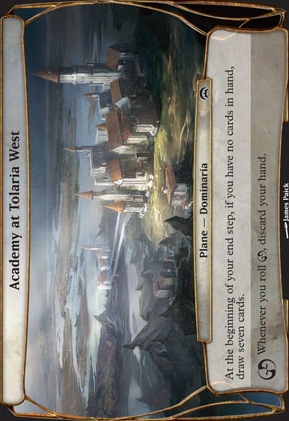 Academy at Tolaria West
Plane — Dominaria
At the beginning of your end step, if you have no cards in hand,
draw seven cards.
Whenever you roll , discard your hand.
James Paick